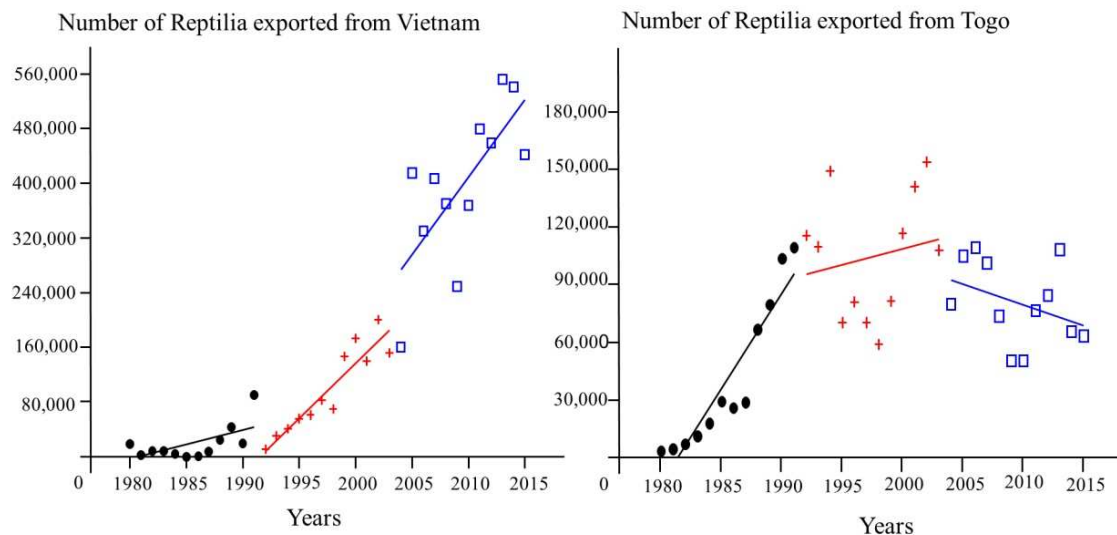 Number of Reptilia exported from Vietnam
560,000
480,000
400,000
320,000
240,000
160,000
80,000
0
1980 1985 1990 1995 2000 2005 2010 2015
Years
Number of Reptilia exported from Togo
180,000
150,000
120,000
90,000
60,000
30,000
0
1980 1985 1990 1995 2000 2005 2010 2015
Years